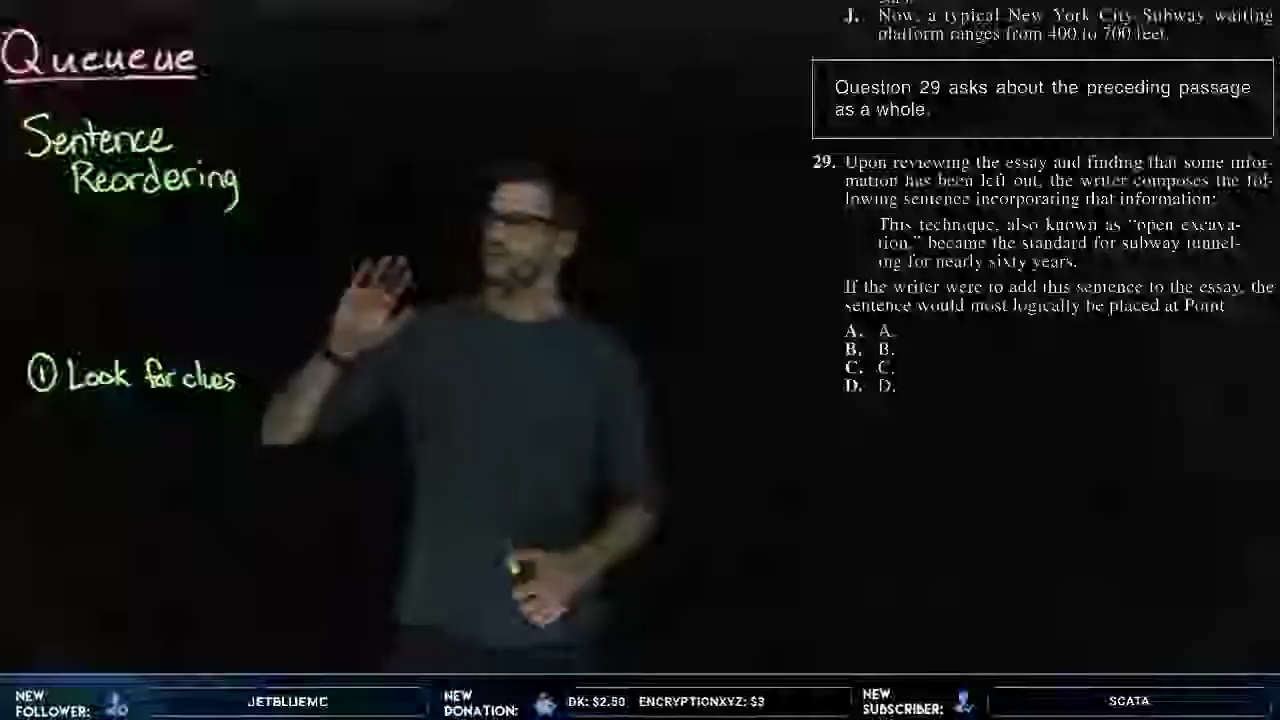 Queueue
Sentence
Reordering
① Look for clues
J. Now, a typical New York City Subway waiting
platform ranges from 400 to 700 feet.
Question 29 asks about the preceding passage
as a whole.
29. Upon reviewing the essay and finding that some infor-
mation has been left out, the writer composes the fol-
lowing sentence incorporating that information:
This technique, also known as “open excava-
tion,” became the standard for subway tunnel-
ing for nearly sixty years.
If the writer were to add this sentence to the essay, the
sentence would most logically be placed at Point
A. A.
B. B.
C. C.
D. D.
NEW
FOLLOWER:
JETBLUEMC
NEW
DONATION:
DK: $2.50 ENCRYPTIONXYZ: $3
NEW
SUBSCRIBER:
SCATA